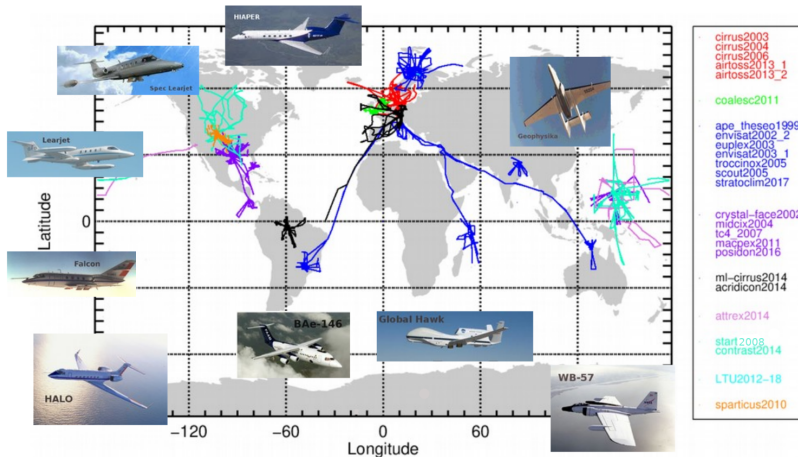 HIAPER
Spec Learjet
Learjet
Geophysika
Falcon
HALO
BAe-146
Global Hawk
WB-57
Latitude
0
−120
−60
0
60
Longitude
cirrus2003
cirrus2004
cirrus2006
airtoss2013_1
airtoss2013_2
coalesc2011
ape_theseo1999
envisat2002_2
euplex2003
envisat2003_1
troccinox2005
scout2005
stratoclim2017
crystal-face2002
midcix2004
tc4_2007
macpex2011
posidon2016
ml-cirrus2014
acridicon2014
attrex2014
start2008
contrast2014
LTU2012-18
sparticus2010